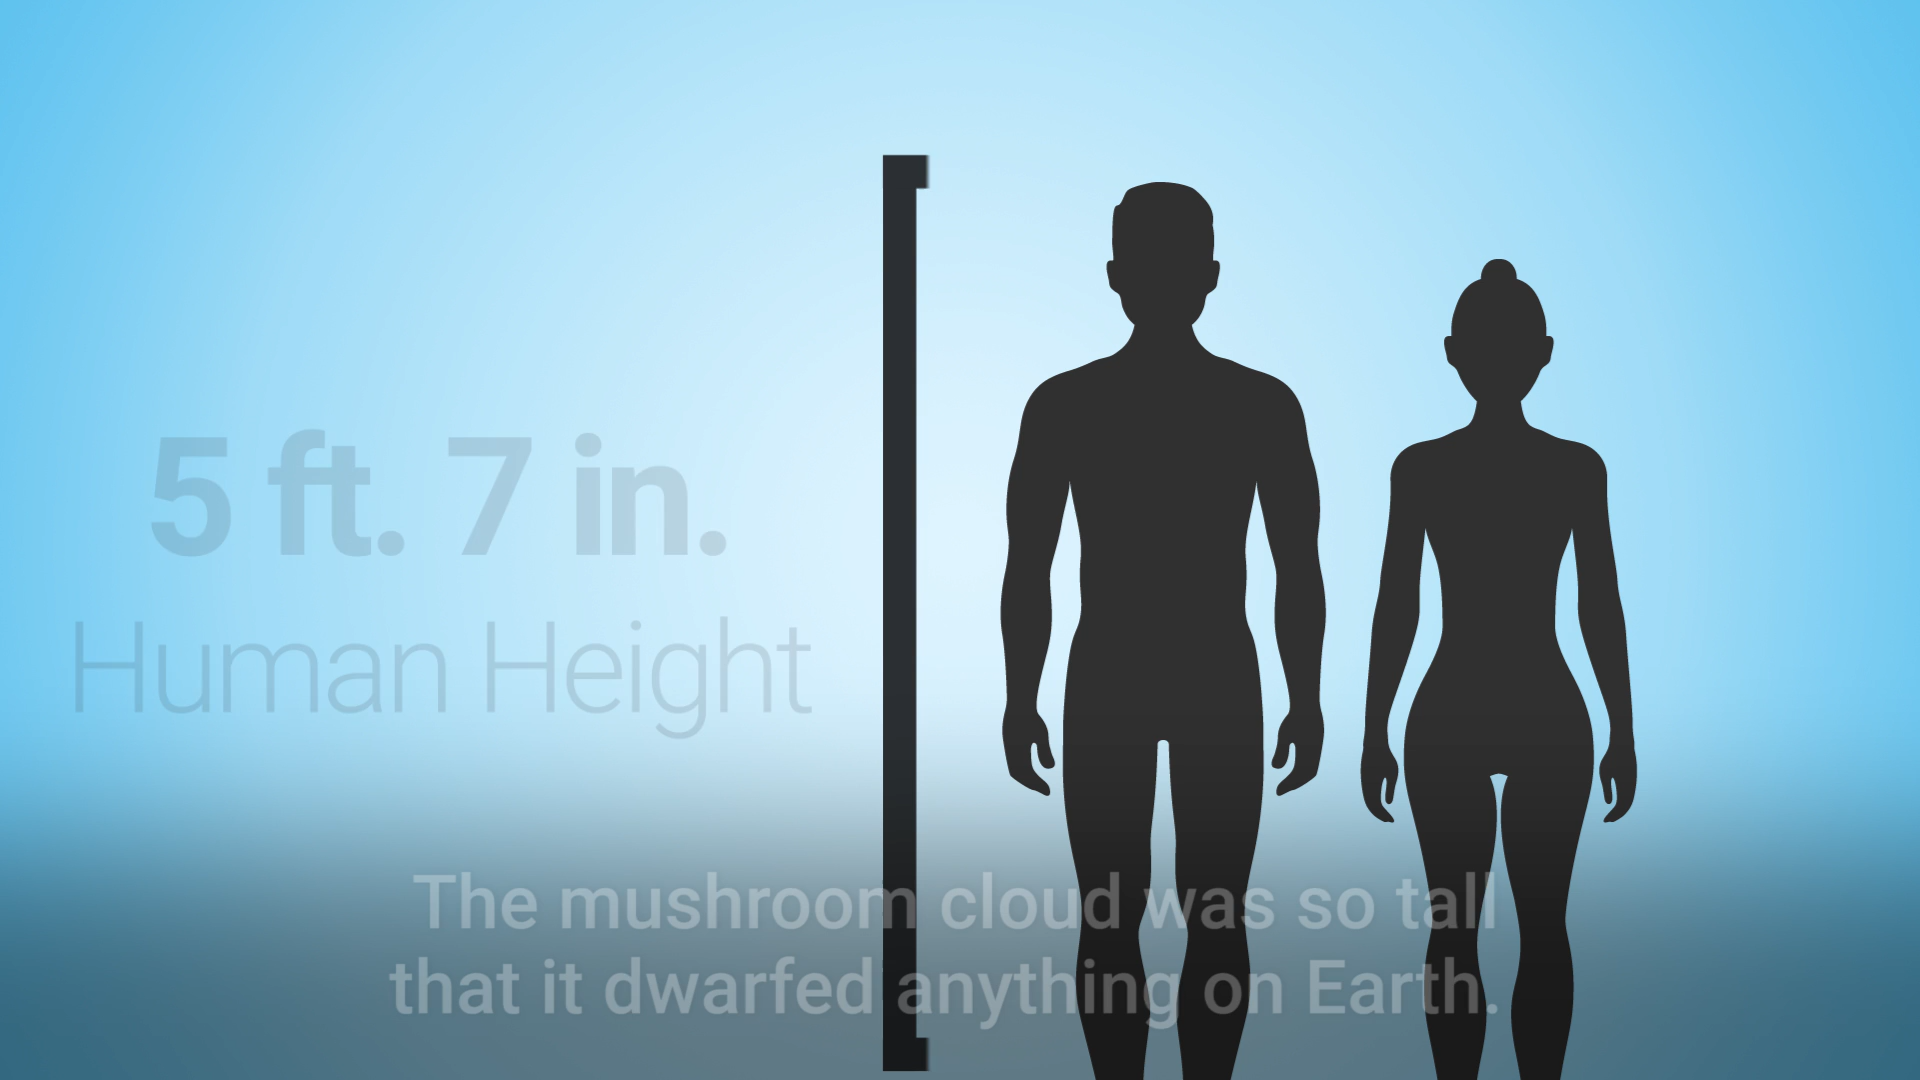 5 ft. 7 in.
Human Height
The mushroom cloud was so tall
that it dwarfed anything on Earth.